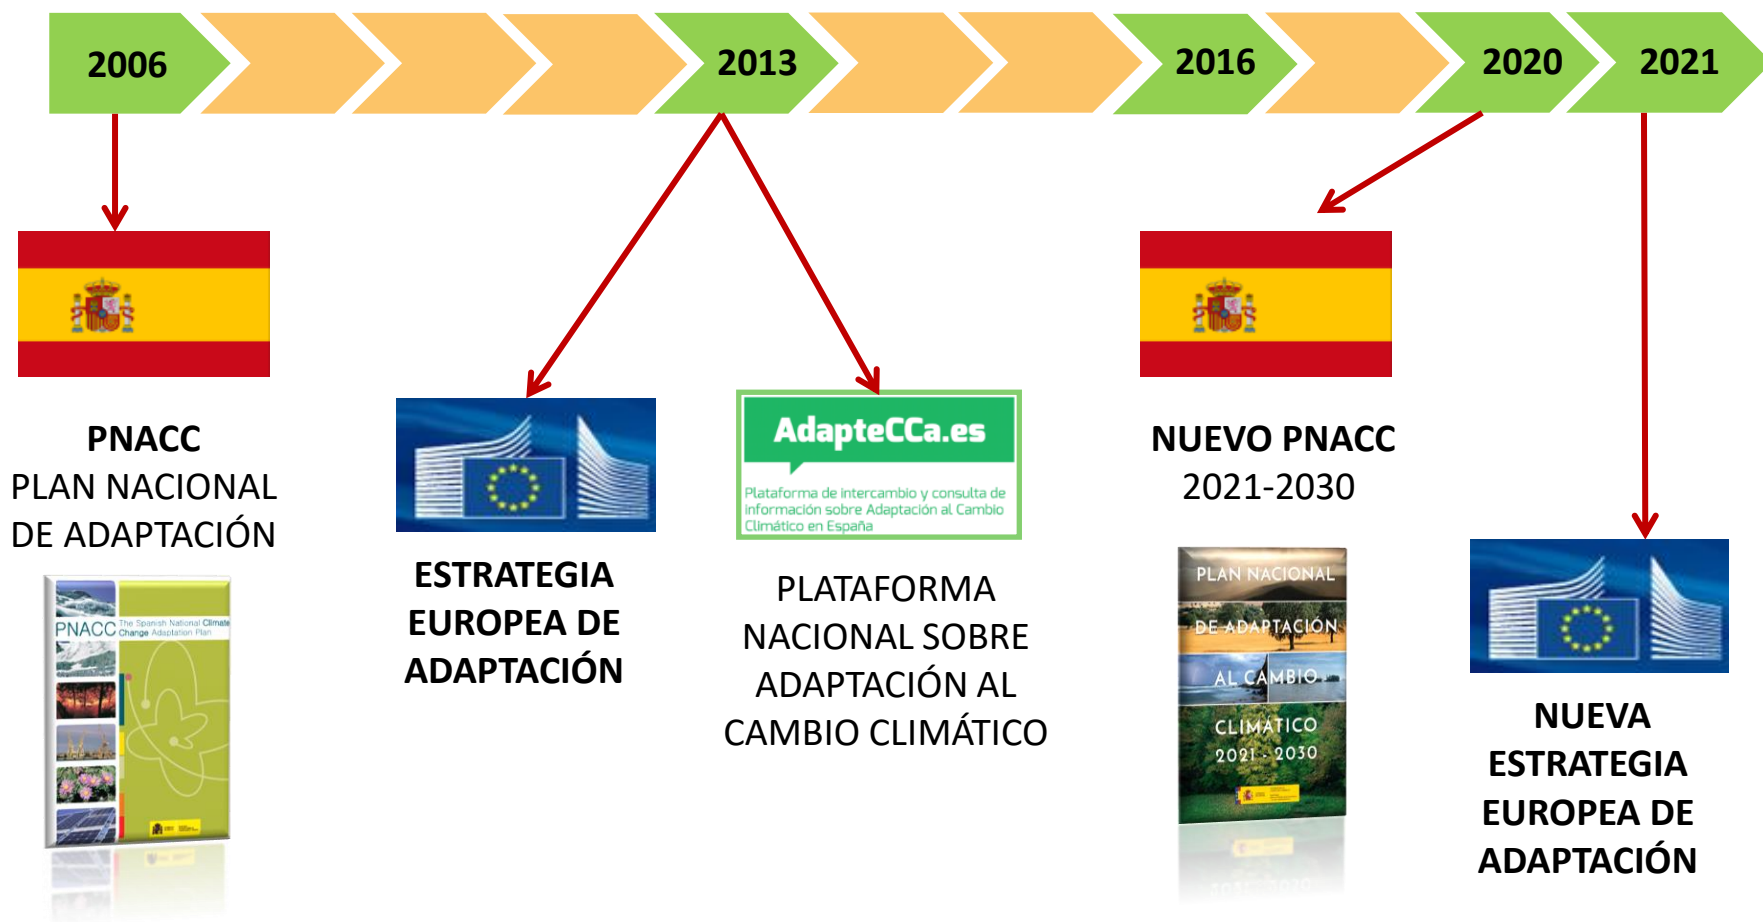 2006
2013
2016
2020
2021
PNACC
PLAN NACIONAL
DE ADAPTACIÓN
PNACC
The Spanish National Climate
Change Adaptation Plan
ESTRATEGIA
EUROPEA DE
ADAPTACIÓN
AdapteCCa.es
Plataforma de intercambio y consulta de
información sobre Adaptación al Cambio
Climático en España
PLATAFORMA
NACIONAL SOBRE
ADAPTACIÓN AL
CAMBIO CLIMÁTICO
NUEVO PNACC
2021-2030
PLAN NACIONAL
DE ADAPTACIÓN
AL CAMBIO
CLIMÁTICO
2021 - 2030
NUEVA
ESTRATEGIA
EUROPEA DE
ADAPTACIÓN